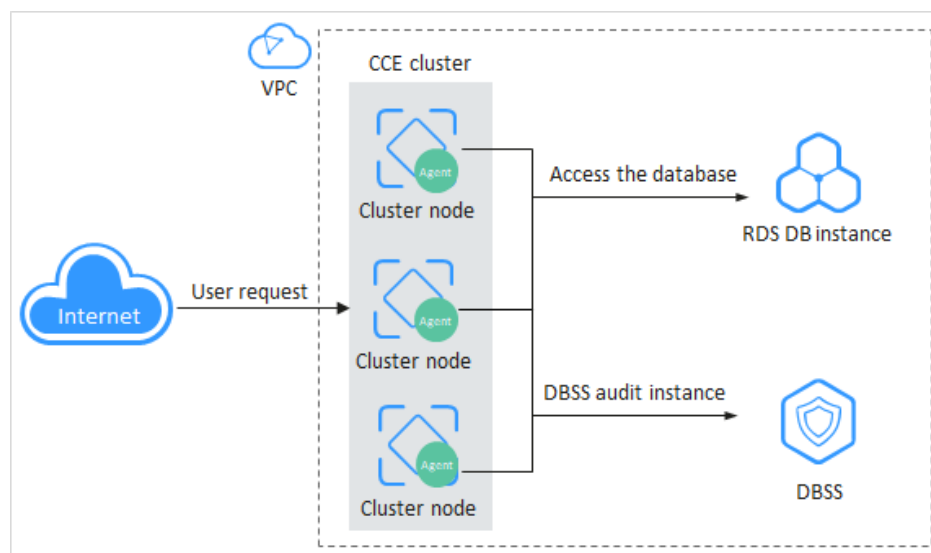 VPC
CCE cluster
Agent
Cluster node
Access the database
RDS DB instance
Internet
User request
Agent
Cluster node
DBSS audit instance
Agent
Cluster node
DBSS